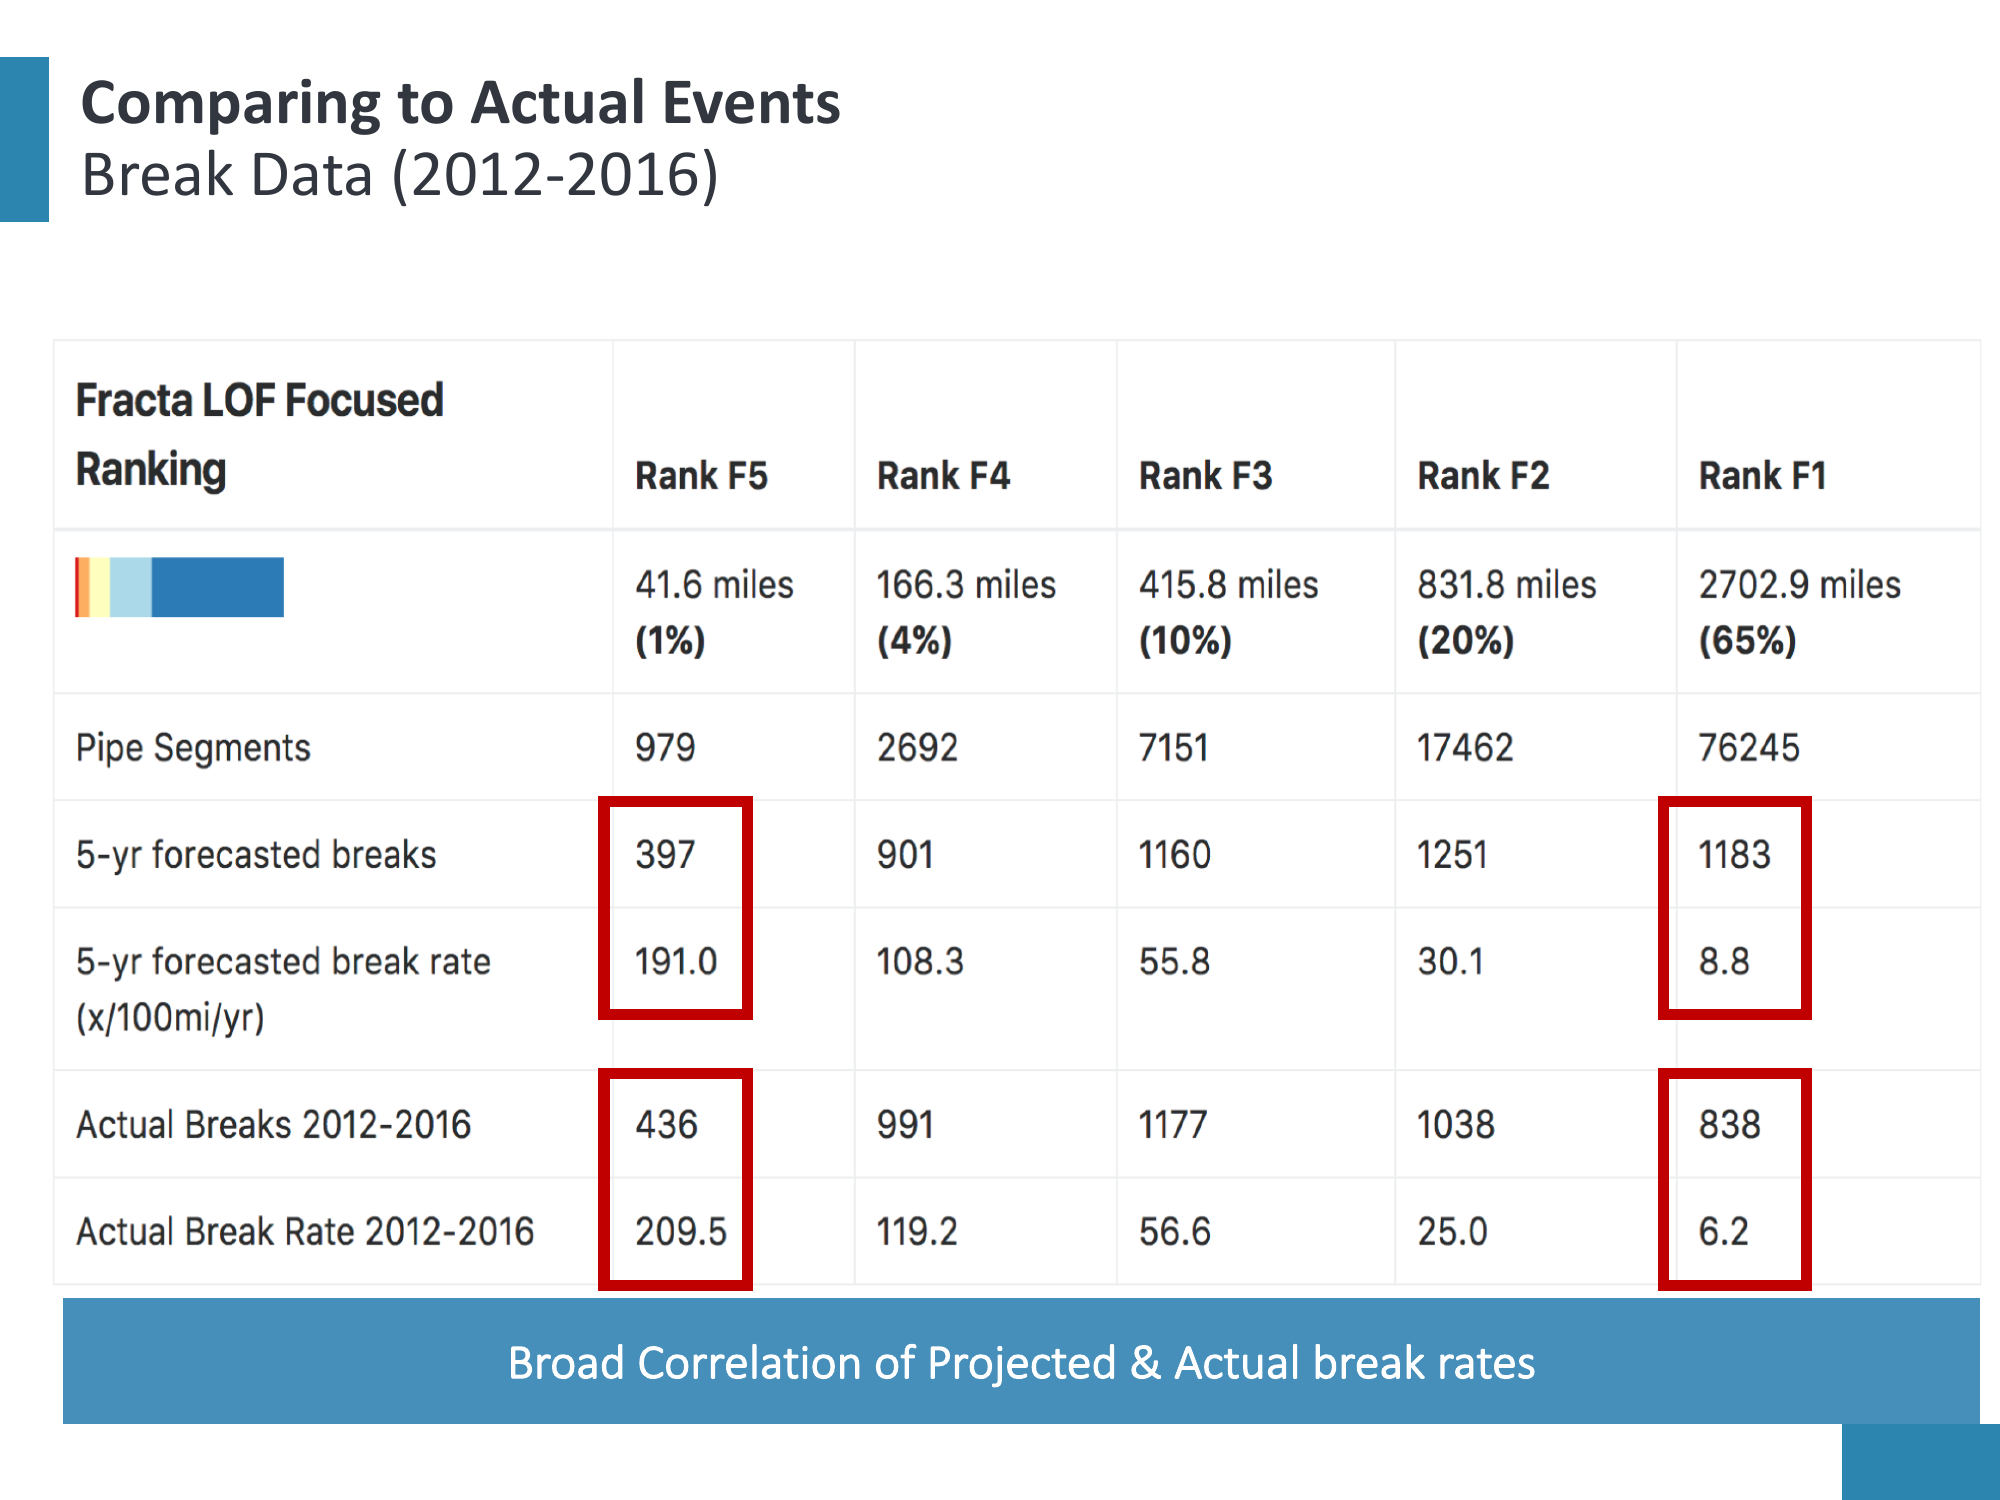 Comparing to Actual Events
Break Data (2012-2016)
Fracta LOF Focused
Ranking
Rank F5 Rank F4 Rank F3 Rank F2 Rank F1
41.6 miles 166.3 miles 415.8 miles 831.8 miles 2702.9 miles
(1%) (4%) (10%) (20%) (65%)
Pipe Segments 979 2692 7151 17462 76245
5-yr forecasted breaks 397 901 1160 1251 1183
5-yr forecasted break rate 191.0 108.3 55.8 30.1 8.8
(x/100mi/yr)
Actual Breaks 2012-2016 436 991 1177 1038 838
Actual Break Rate 2012-2016 209.5 119.2 56.6 25.0 6.2
Broad Correlation of Projected & Actual break rates